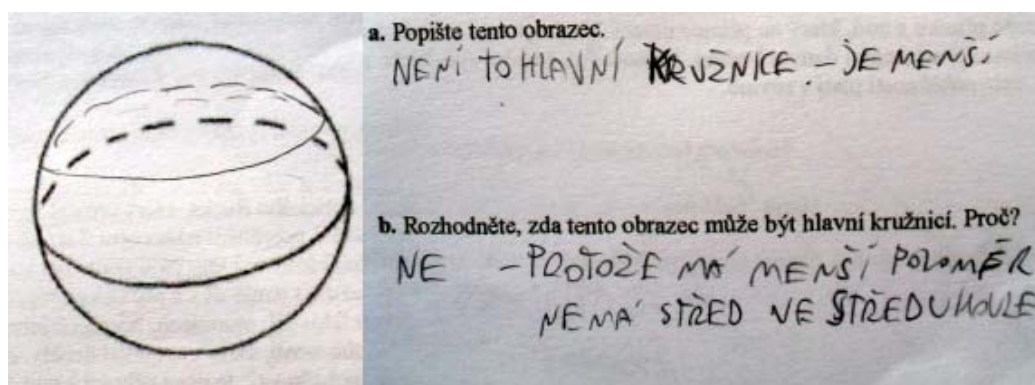 a. Popište tento obrazec.
NENÍ TO HLAVNÍ KRUŽNICE – JE MENŠÍ
b. Rozhodněte, zda tento obrazec může být hlavní kružnicí. Proč?
NE – PROTOŽE MÁ MENŠÍ POLOMĚR
NEMÁ STŘED VE STŘEDU KOULE